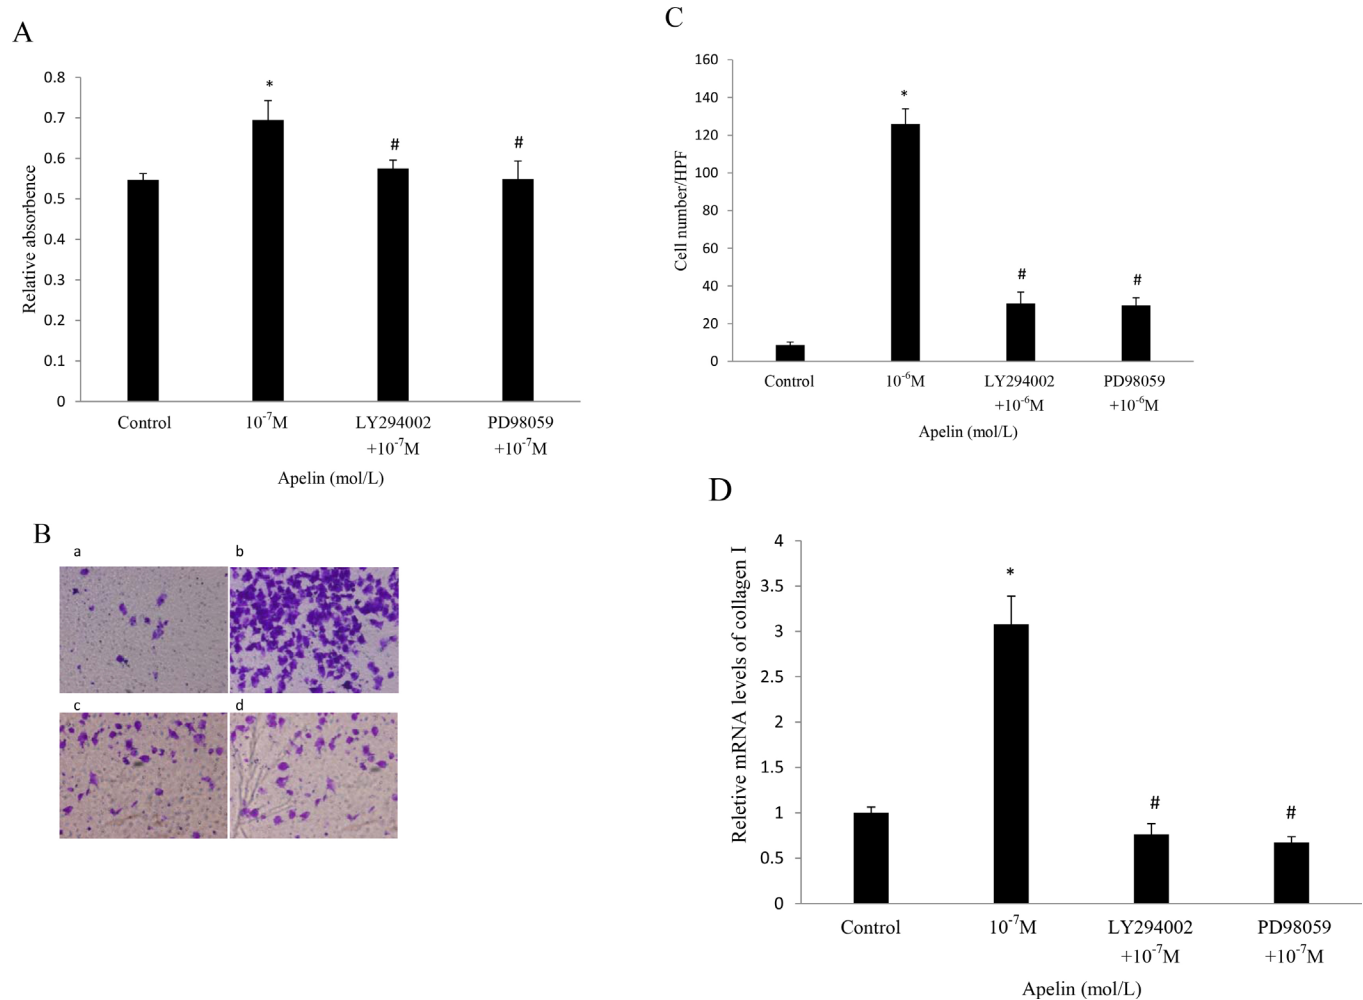 A
Relative absorbence
0.8
0.7
0.6
0.5
0.4
0.3
0.2
0.1
0
*
#
#
Control
10⁻⁷M
LY294002
+10⁻⁷M
PD98059
+10⁻⁷M
Apelin (mol/L)
B
a
b
c
d
C
Cell number/HPF
160
140
120
100
80
60
40
20
0
*
#
#
Control
10⁻⁶M
LY294002
+10⁻⁶M
PD98059
+10⁻⁶M
Apelin (mol/L)
D
Reletive mRNA levels of collagen I
4
3.5
3
2.5
2
1.5
1
0.5
0
*
#
#
Control
10⁻⁷M
LY294002
+10⁻⁷M
PD98059
+10⁻⁷M
Apelin (mol/L)